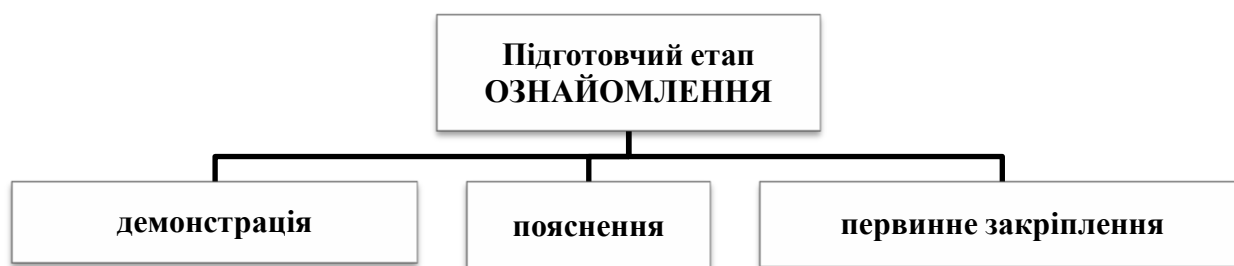 Підготовчий етап
ОЗНАЙОМЛЕННЯ
демонстрація
пояснення
первинне закріплення